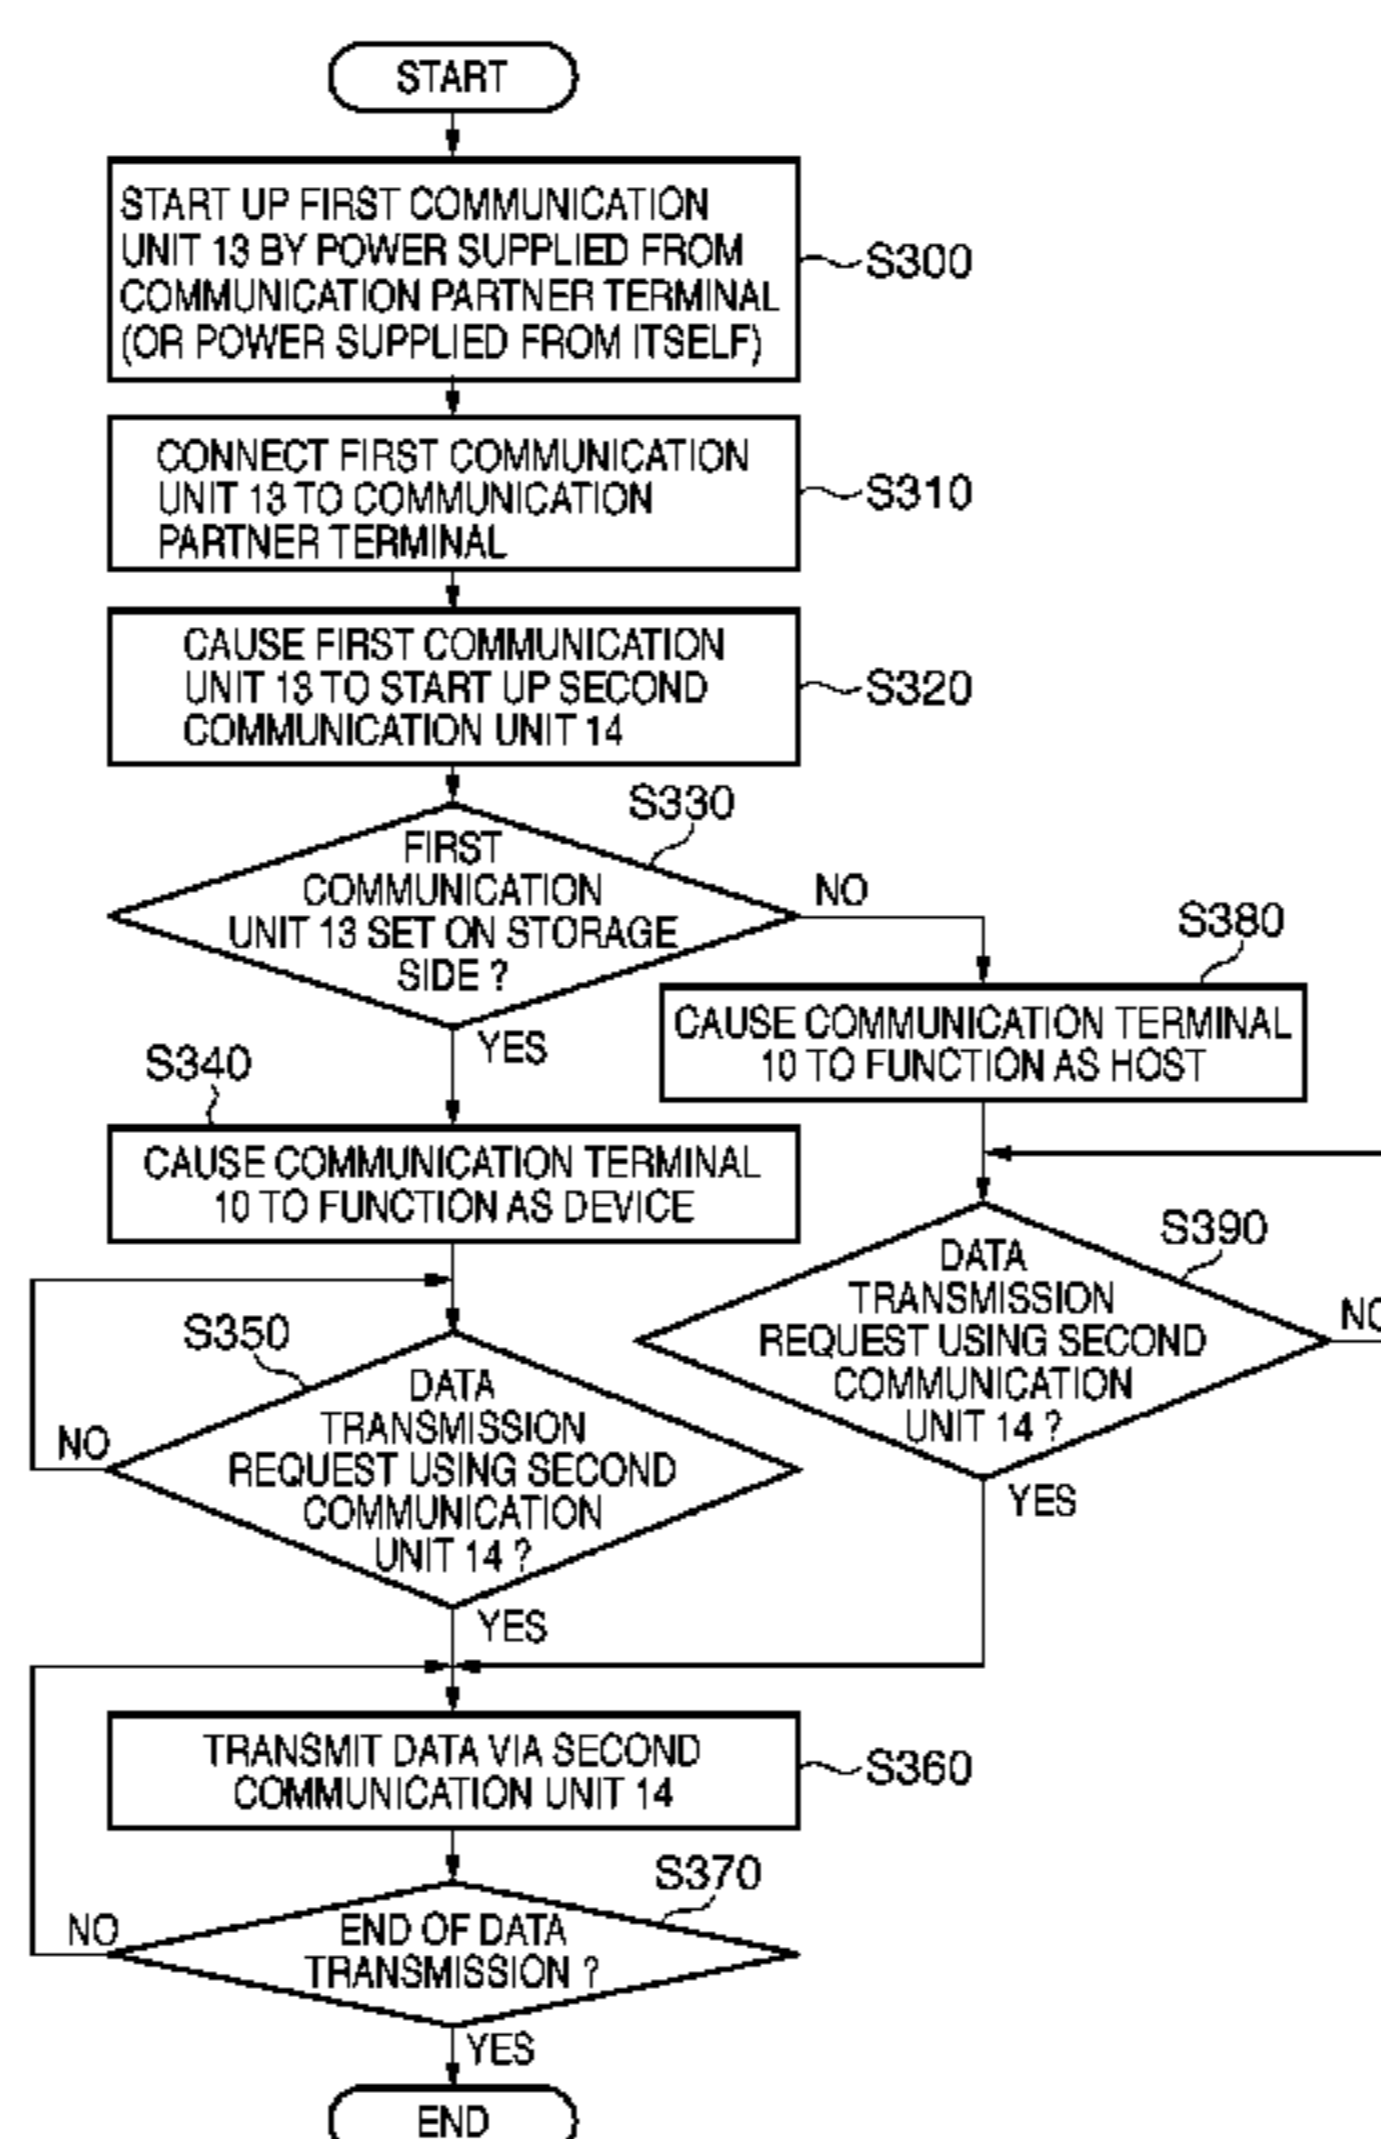 START
START UP FIRST COMMUNICATION
UNIT 13 BY POWER SUPPLIED FROM
COMMUNICATION PARTNER TERMINAL
(OR POWER SUPPLIED FROM ITSELF)
S300
CONNECT FIRST COMMUNICATION
UNIT 13 TO COMMUNICATION
PARTNER TERMINAL
S310
CAUSE FIRST COMMUNICATION
UNIT 13 TO START UP SECOND
COMMUNICATION UNIT 14
S320
S330
FIRST
COMMUNICATION
UNIT 13 SET ON STORAGE
SIDE ?
NO
YES
S380
CAUSE COMMUNICATION TERMINAL
10 TO FUNCTION AS HOST
S340
CAUSE COMMUNICATION TERMINAL
10 TO FUNCTION AS DEVICE
S390
DATA
TRANSMISSION
REQUEST USING SECOND
COMMUNICATION
UNIT 14 ?
NO
YES
S350
DATA
TRANSMISSION
REQUEST USING SECOND
COMMUNICATION
UNIT 14 ?
NO
YES
TRANSMIT DATA VIA SECOND
COMMUNICATION UNIT 14
S360
S370
END OF DATA
TRANSMISSION ?
NO
YES
END